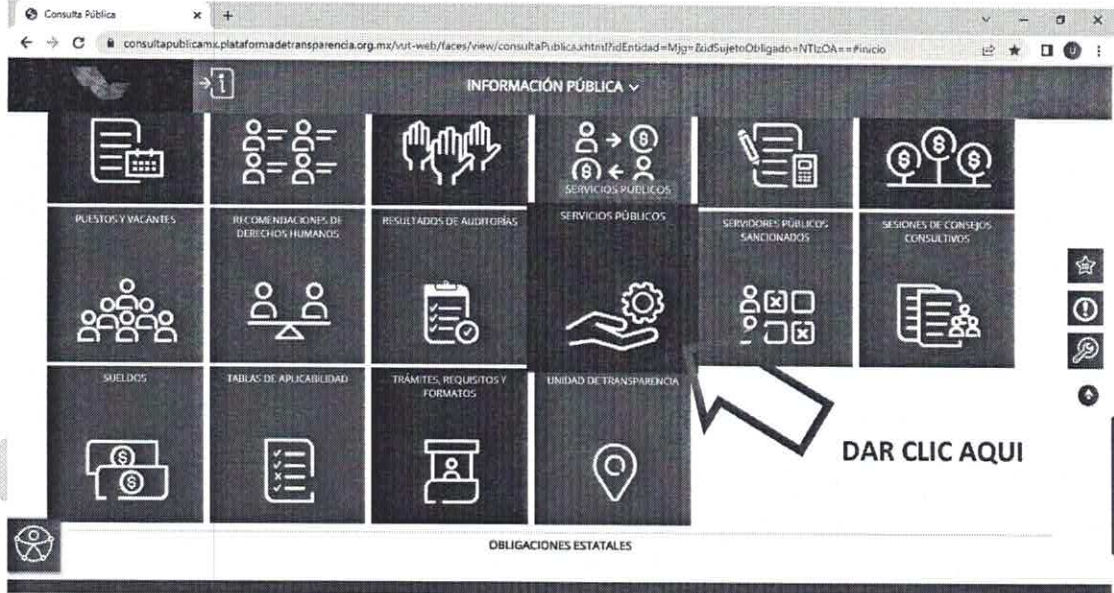 Consulta Pública
consultapublicamx.plataformadetransparencia.org.mx/vut-web/faces/view/consultaPublica.xhtml?idEntidad=Mjg=&idSujetoObligado=NTIzOA==#inicio
INFORMACIÓN PÚBLICA
SERVICIOS PÚBLICOS
PUESTOS Y VACANTES
RECOMENDACIONES DE
DERECHOS HUMANOS
RESULTADOS DE AUDITORÍAS
SERVICIOS PÚBLICOS
SERVIDORES PÚBLICOS
SANCIONADOS
SESIONES DE CONSEJOS
CONSULTIVOS
SUELDOS
TABLAS DE APLICABILIDAD
TRÁMITES, REQUISITOS Y
FORMATOS
UNIDAD DE TRANSPARENCIA
DAR CLIC AQUI
OBLIGACIONES ESTATALES